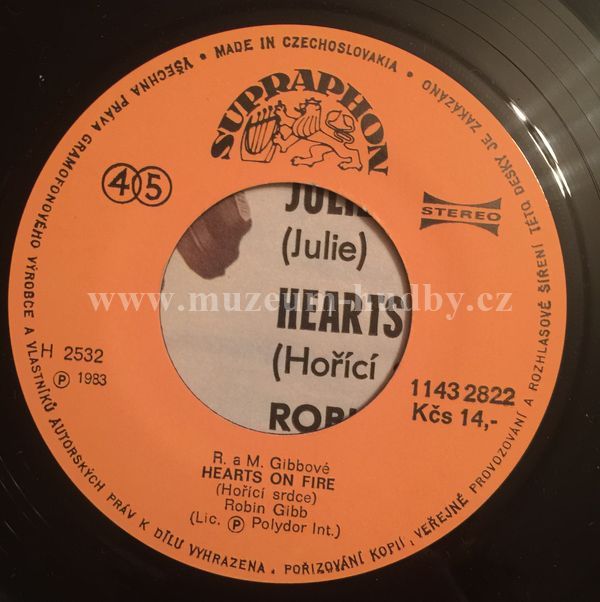 VŠECHNA PRÁVA GRAMOFONOVÉHO VÝROBCE A VLASTNÍKŮ AUTORSKÝCH PRÁV K DÍLU VYHRAZENA. POŘIZOVÁNÍ KOPIÍ, VEŘEJNÉ PROVOZOVÁNÍ A ROZHLASOVÉ ŠÍŘENÍ TÉTO DESKY JE ZAKÁZÁNO
• MADE IN CZECHOSLOVAKIA •
SUPRAPHON
45
STEREO
JULIE
(Julie)
HEARTS
(Hořící
www.muzeum-hudby.cz
H 2532
Ⓟ 1983
1143 2822
Kčs 14,-
R. a M. Gibbové
HEARTS ON FIRE
(Hořící srdce)
Robin Gibb
(Lic. Ⓟ Polydor Int.)